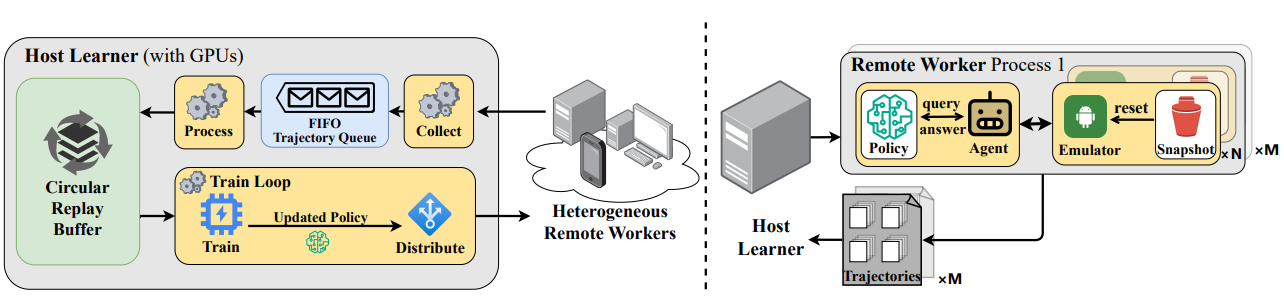 Host Learner (with GPUs)
Circular
Replay
Buffer
Process
FIFO
Trajectory Queue
Collect
Train Loop
Train
Updated Policy
Distribute
Heterogeneous
Remote Workers
Host
Learner
Remote Worker Process 1
Policy
query
answer
Agent
Emulator
reset
Snapshot
×N
×M
Trajectories
×M